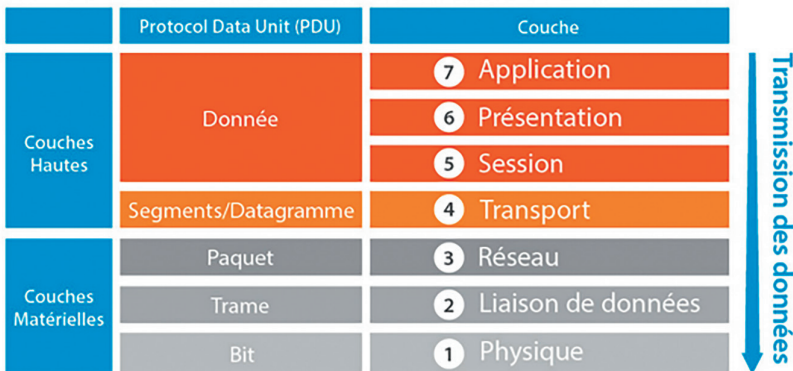 Protocol Data Unit (PDU) Couche
Couches
Hautes
Donnée
7 Application
6 Présentation
5 Session
Segments/Datagramme 4 Transport
Couches
Matérielles
Paquet 3 Réseau
Trame 2 Liaison de données
Bit 1 Physique
Transmission des données